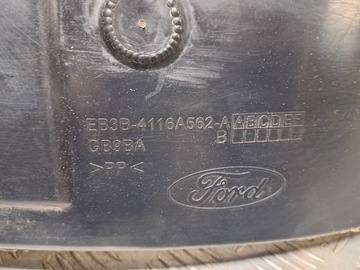 EB3B-4116A562-A ABCDEF
GB9BA B
>PP<
Ford